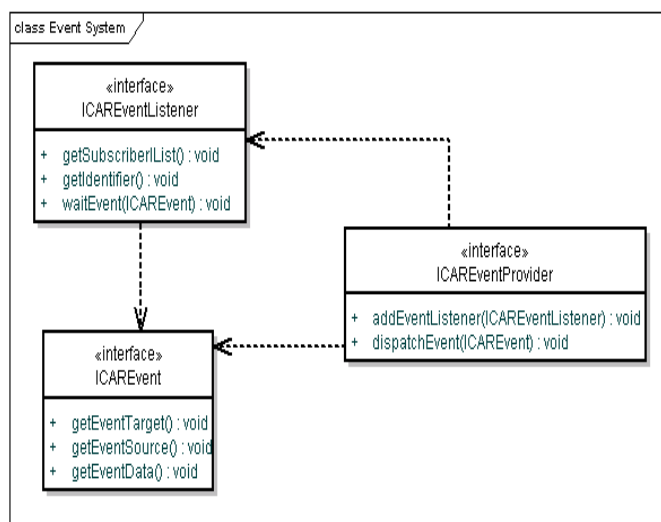 class Event System
«interface»
ICAREventListener
+ getSubscriberIList() : void
+ getIdentifier() : void
+ waitEvent(ICAREvent) : void
«interface»
ICAREventProvider
+ addEventListener(ICAREventListener) : void
+ dispatchEvent(ICAREvent) : void
«interface»
ICAREvent
+ getEventTarget() : void
+ getEventSource() : void
+ getEventData() : void